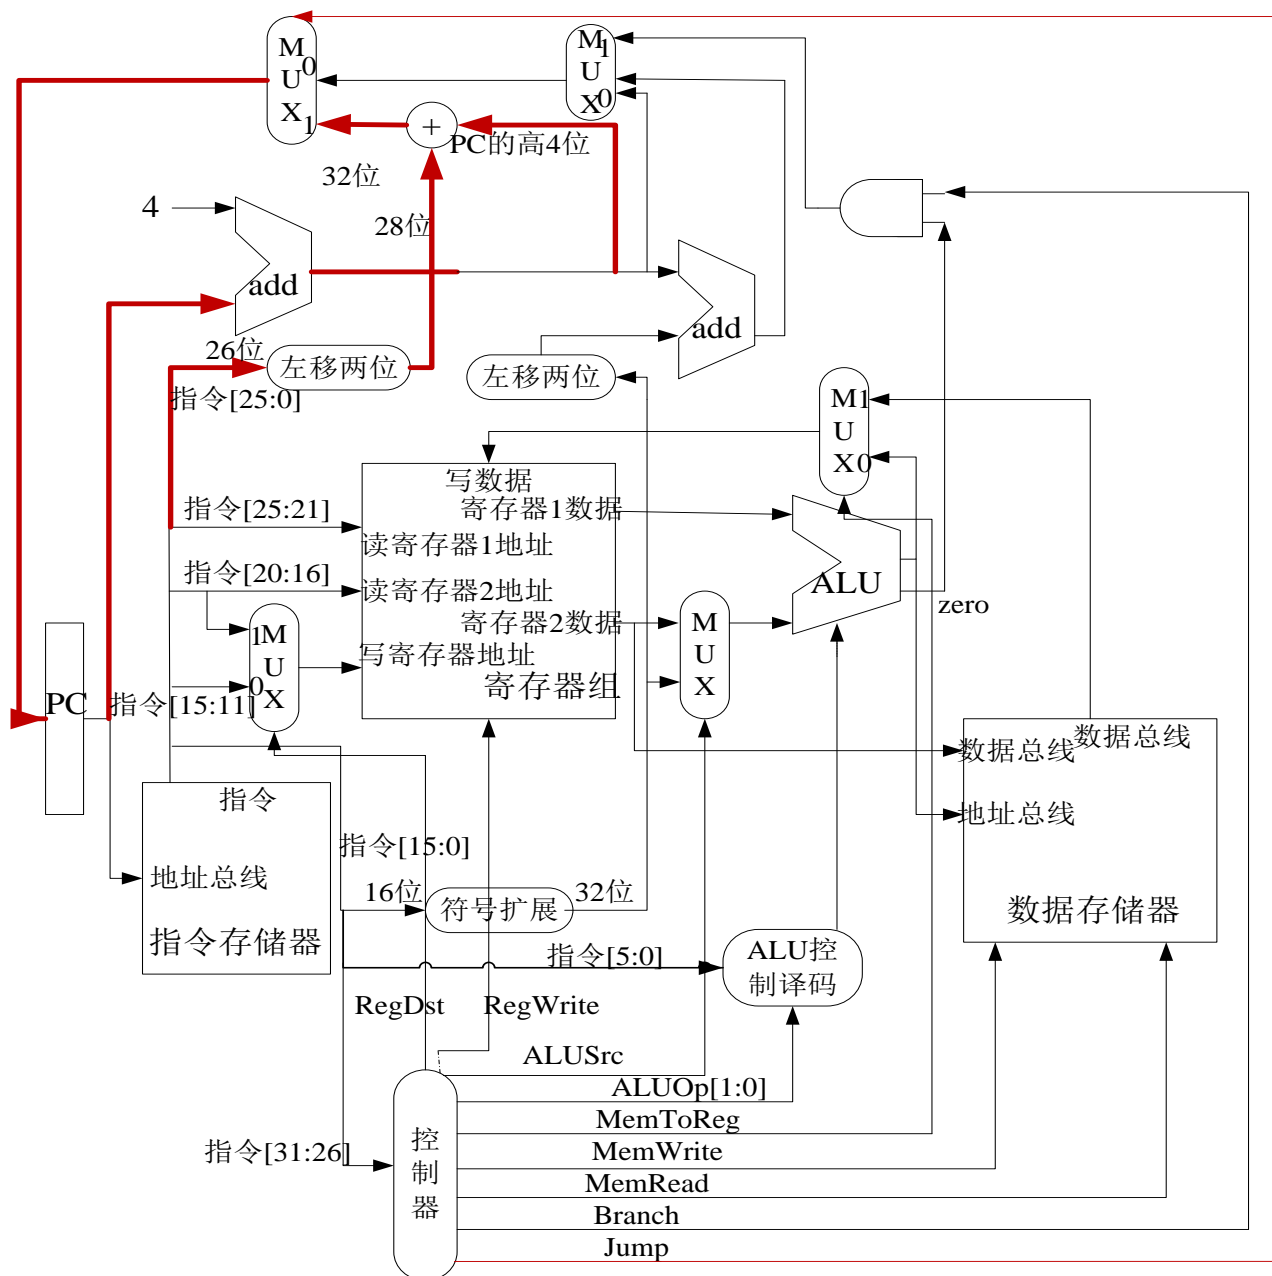 M
U
X
0
1
M
U
X
1
0
+
PC的高4位
32位
28位
4
add
add
26位
左移两位
指令[25:0]
左移两位
M
U
X
1
0
写数据
寄存器1数据
指令[25:21]
读寄存器1地址
指令[20:16]
读寄存器2地址
寄存器2数据
写寄存器地址
寄存器组
ALU
zero
M
U
X
1
0
M
U
X
PC
指令[15:11]
指令
地址总线
指令存储器
数据总线
数据总线
地址总线
数据存储器
指令[15:0]
16位
符号扩展
32位
指令[5:0]
ALU控
制译码
RegDst
RegWrite
ALUSrc
ALUOp[1:0]
MemToReg
MemWrite
MemRead
Branch
Jump
指令[31:26]
控
制
器